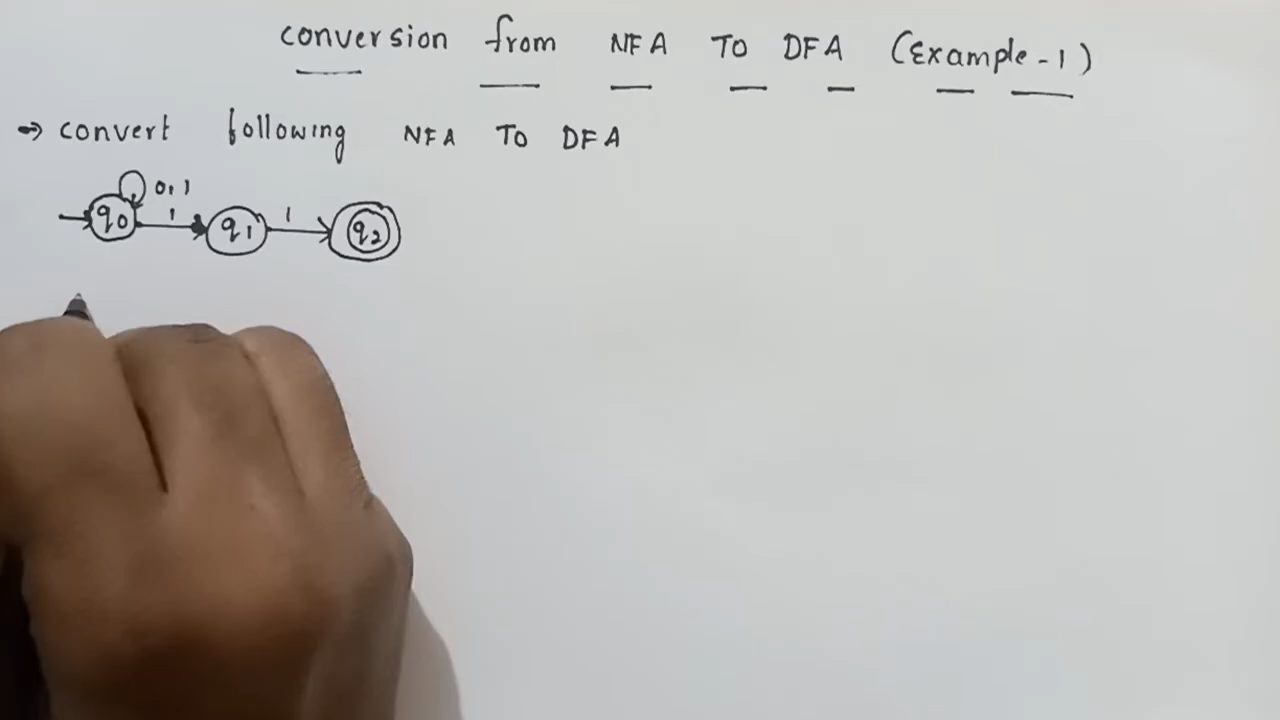 conversion from NFA TO DFA (Example-1)
⇒ convert following NFA TO DFA
0,1
q0 1 q1 1 q2